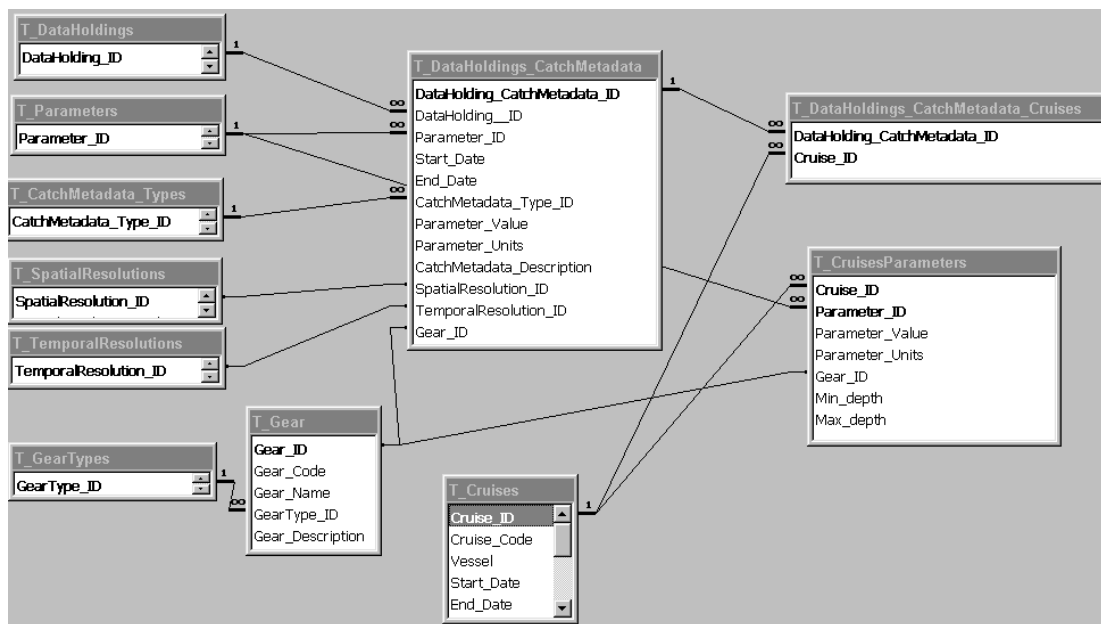 T_DataHoldings
DataHolding_ID
1
T_Parameters
Parameter_ID
1
T_CatchMetadata_Types
CatchMetadata_Type_ID
1
T_SpatialResolutions
SpatialResolution_ID
T_TemporalResolutions
TemporalResolution_ID
T_GearTypes
GearType_ID
1
∞
T_Gear
Gear_ID
Gear_Code
Gear_Name
GearType_ID
Gear_Description
∞
∞
∞
T_DataHoldings_CatchMetadata
DataHolding_CatchMetadata_ID
DataHolding__ID
Parameter_ID
Start_Date
End_Date
CatchMetadata_Type_ID
Parameter_Value
Parameter_Units
CatchMetadata_Description
SpatialResolution_ID
TemporalResolution_ID
Gear_ID
1
T_Cruises
Cruise_ID
Cruise_Code
Vessel
Start_Date
End_Date
1
∞
∞
T_DataHoldings_CatchMetadata_Cruises
DataHolding_CatchMetadata_ID
Cruise_ID
∞
∞
T_CruisesParameters
Cruise_ID
Parameter_ID
Parameter_Value
Parameter_Units
Gear_ID
Min_depth
Max_depth